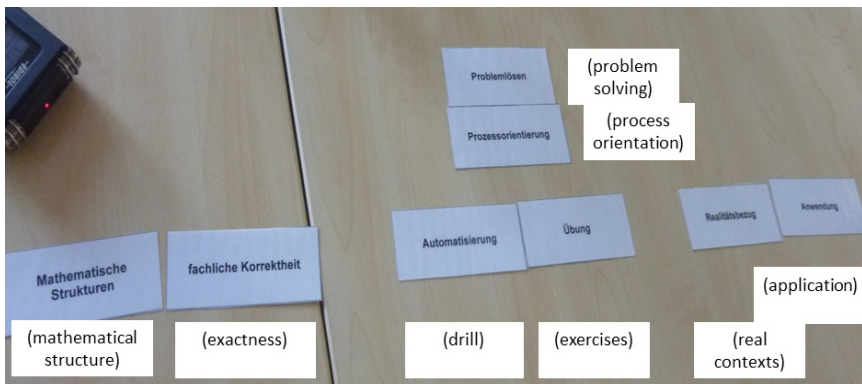 Problemlösen
(problem
solving)
Prozessorientierung
(process
orientation)
Mathematische
Strukturen
fachliche Korrektheit
Automatisierung
Übung
Realitätsbezug
Anwendung
(mathematical
structure)
(exactness)
(drill)
(exercises)
(real
contexts)
(application)